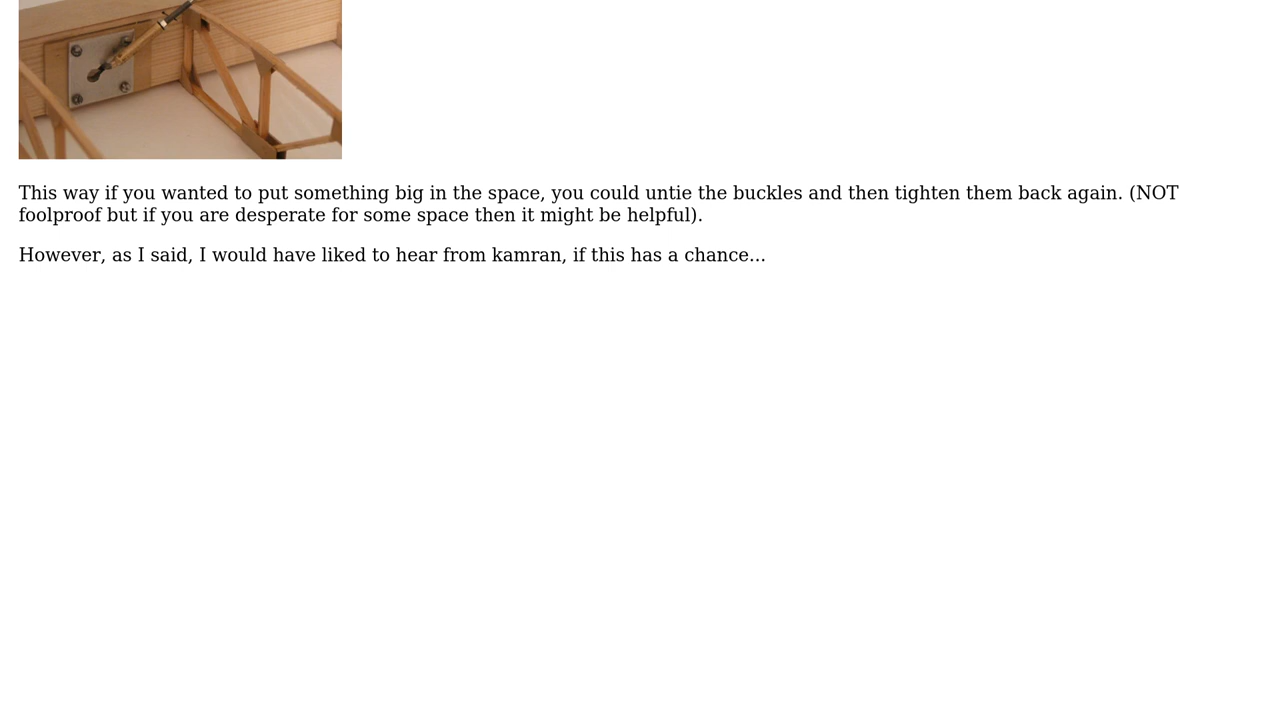 This way if you wanted to put something big in the space, you could untie the buckles and then tighten them back again. (NOT
foolproof but if you are desperate for some space then it might be helpful).
However, as I said, I would have liked to hear from kamran, if this has a chance...